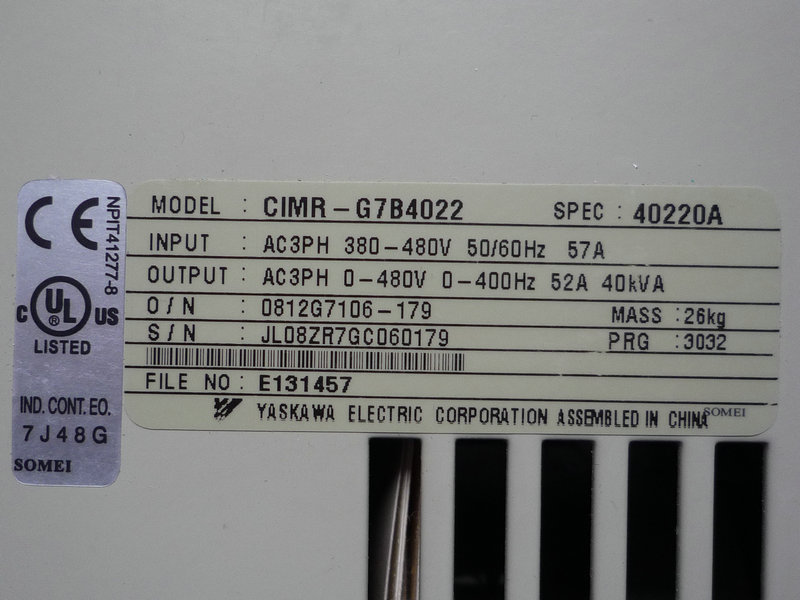 CE
NPIT41277-8
C UL US
®
LISTED
IND. CONT. EQ.
7J48G
SOMEI
MODEL : CIMR-G7B4022 SPEC : 40220A
INPUT : AC3PH 380-480V 50/60Hz 57A
OUTPUT : AC3PH 0-480V 0-400Hz 52A 40kVA
O/N : 0812G7106-179 MASS : 26kg
S/N : JL08ZR7GC060179 PRG : 3032
FILE NO : E131457
YASKAWA ELECTRIC CORPORATION ASSEMBLED IN CHINA
SOMEI